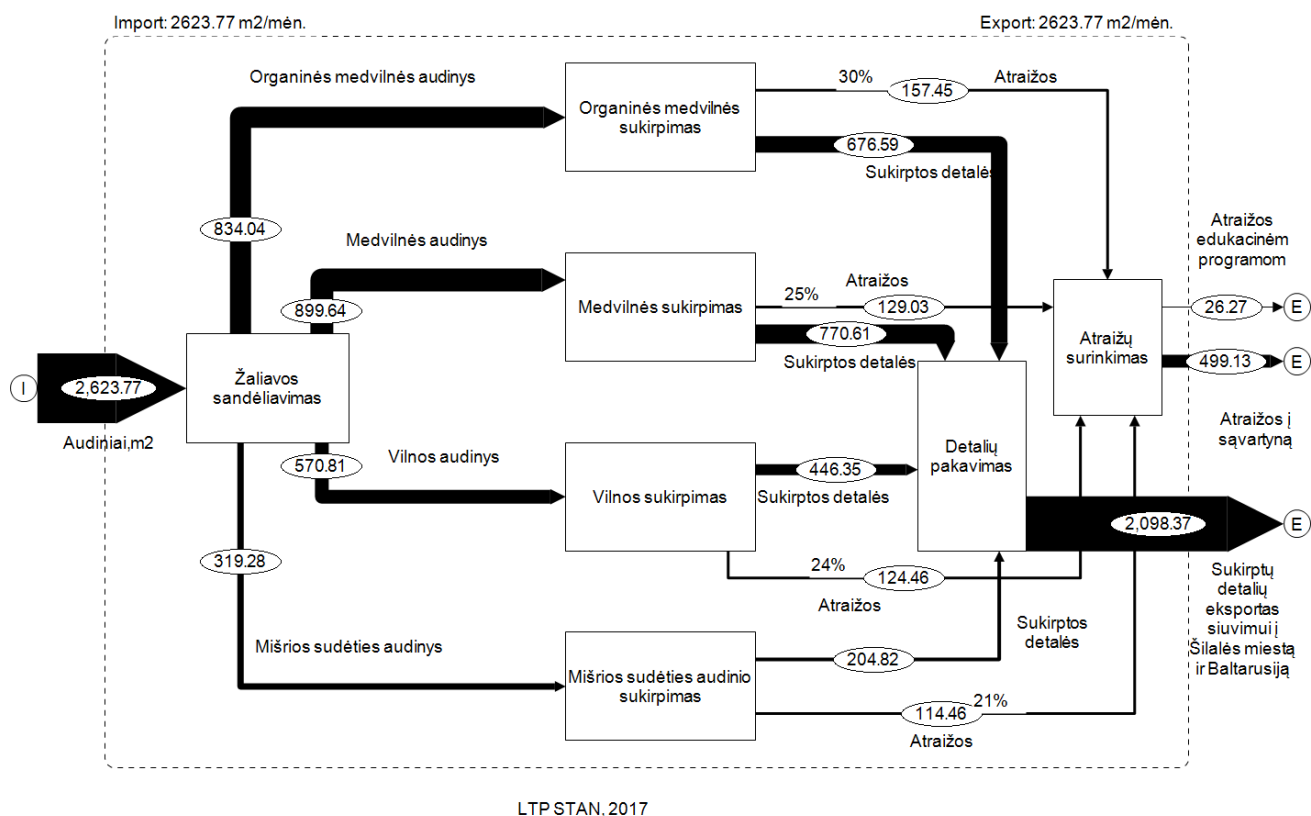 Import: 2623.77 m2/mėn.
Export: 2623.77 m2/mėn.
Organinės medvilnės audinys
Organinės medvilnės
sukirpimas
30%
157.45
Atraižos
676.59
Sukirptos detalės
834.04
Medvilnės audinys
899.64
Medvilnės sukirpimas
25%
Atraižos
129.03
770.61
Sukirptos detalės
Atraižos
edukacinėm
programom
26.27
E
Atraižų
surinkimas
499.13
E
Atraižos į
sąvartyną
I
2,623.77
Audiniai,m2
Žaliavos
sandėliavimas
570.81
Vilnos audinys
Vilnos sukirpimas
446.35
Sukirptos detalės
Detalių
pakavimas
2,098.37
E
Sukirptų
detalių
eksportas
siuvimui į
Šilalės miestą
ir Baltarusiją
24%
124.46
Atraižos
319.28
Mišrios sudėties audinys
Mišrios sudėties audinio
sukirpimas
204.82
Sukirptos
detalės
114.46
21%
Atraižos
LTP STAN, 2017